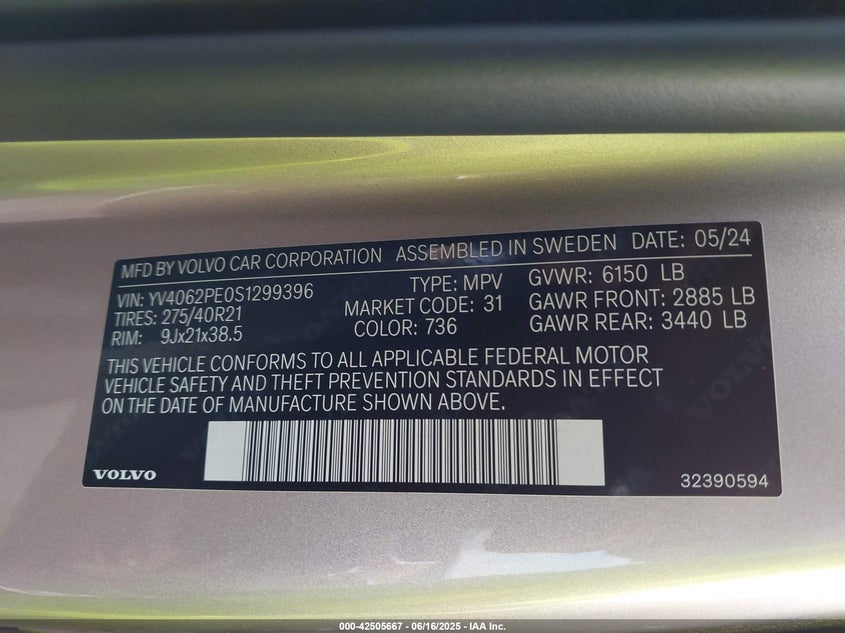 MFD BY VOLVO CAR CORPORATION ASSEMBLED IN SWEDEN DATE: 05/24
VIN: YV4062PE0S1299396 TYPE: MPV GVWR: 6150 LB
TIRES: 275/40R21 MARKET CODE: 31 GAWR FRONT: 2885 LB
RIM: 9Jx21x38.5 COLOR: 736 GAWR REAR: 3440 LB
THIS VEHICLE CONFORMS TO ALL APPLICABLE FEDERAL MOTOR
VEHICLE SAFETY AND THEFT PREVENTION STANDARDS IN EFFECT
ON THE DATE OF MANUFACTURE SHOWN ABOVE.
VOLVO 32390594
000-42505667 - 06/16/2025 - IAA Inc.